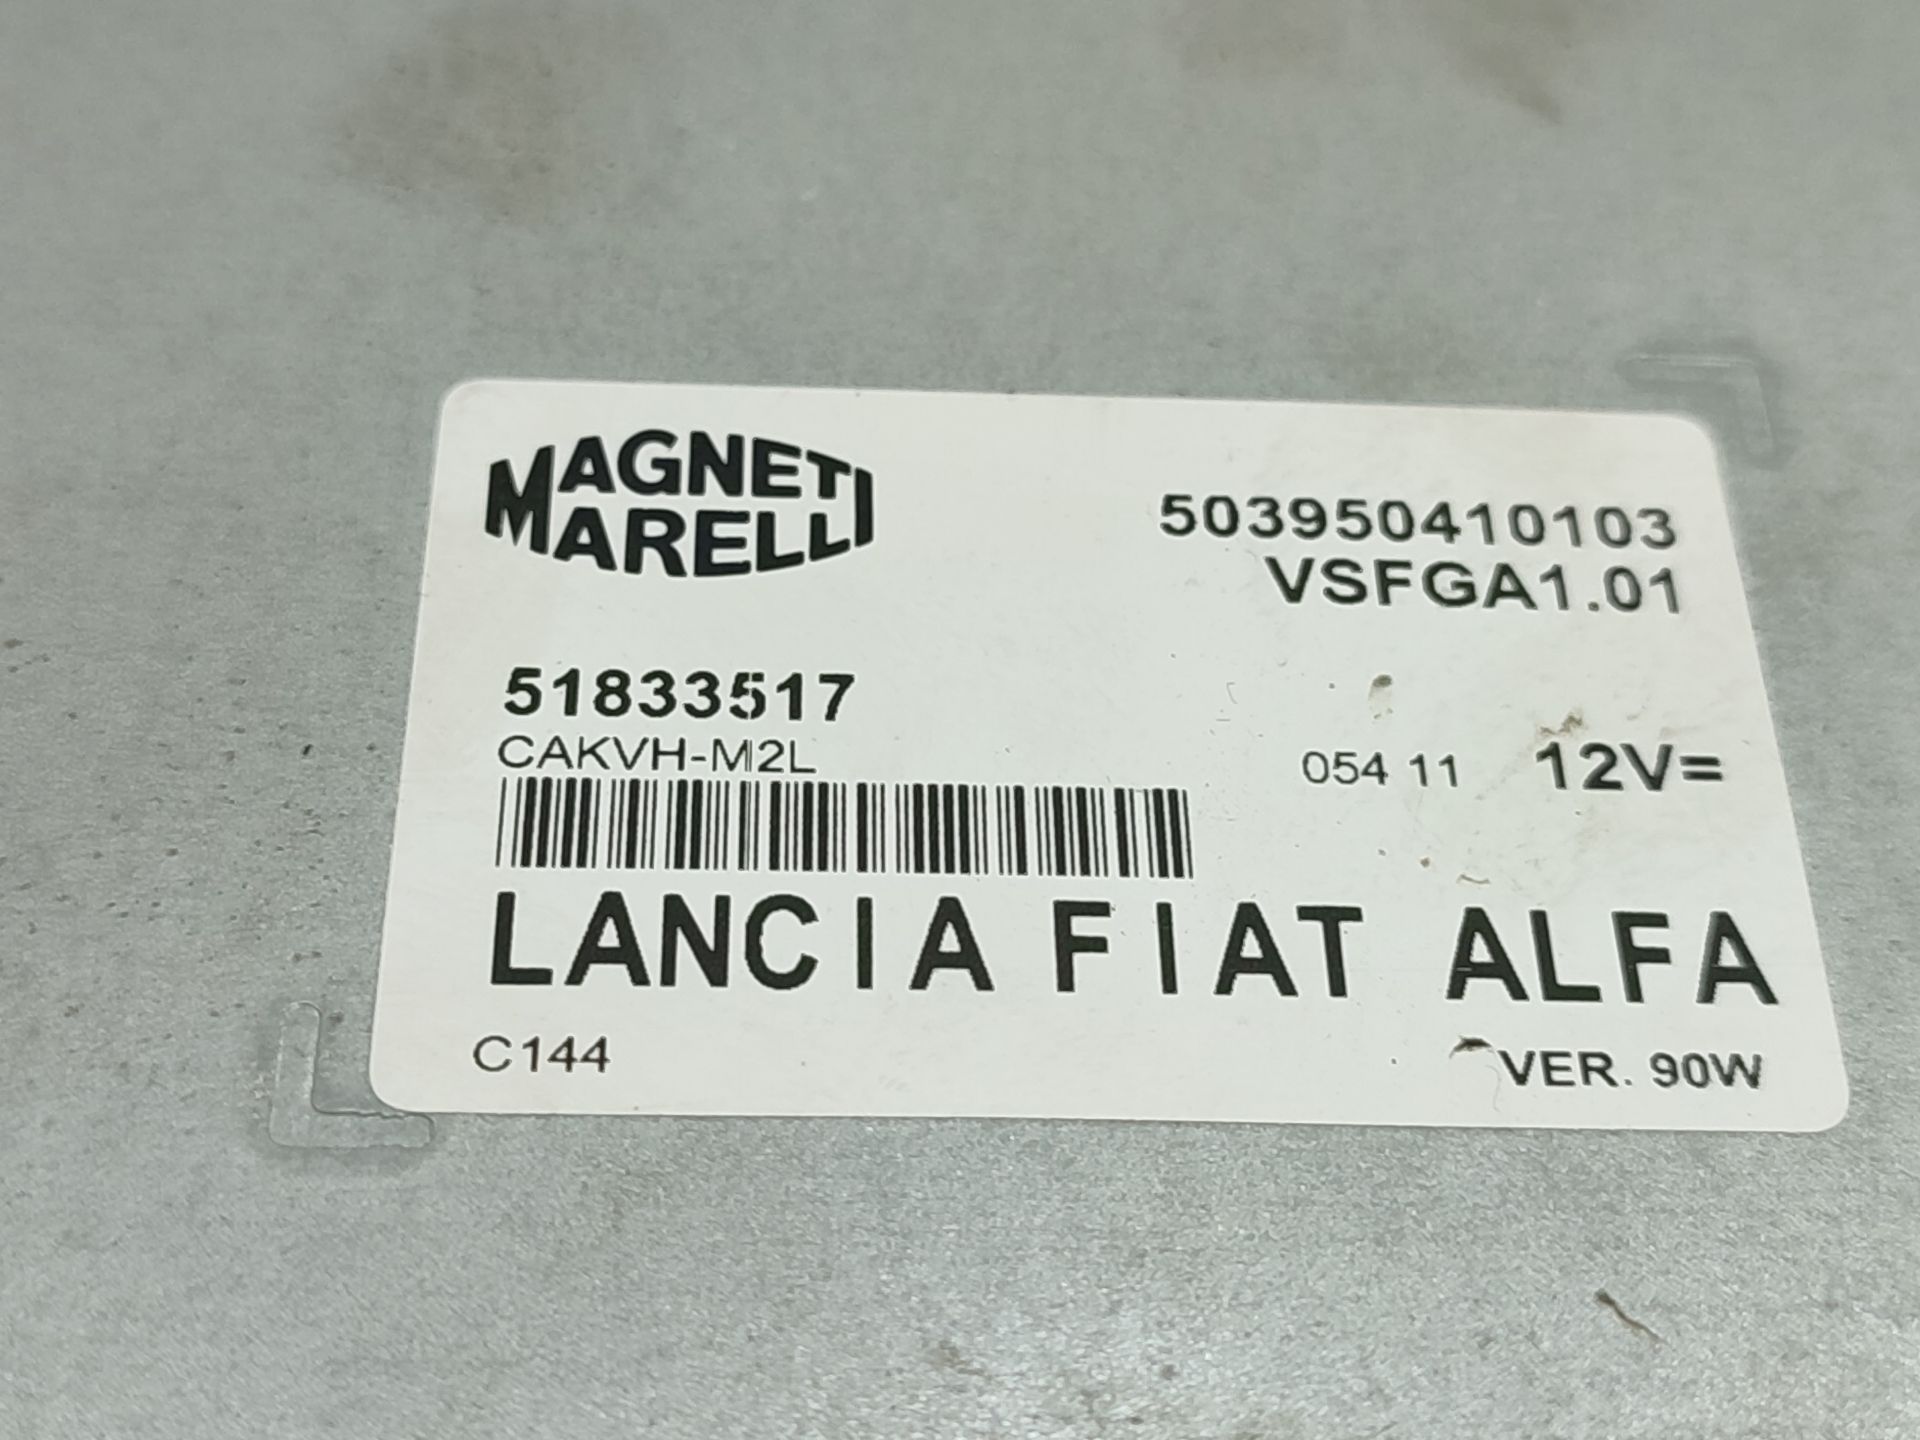 MAGNETI
MARELLI
503950410103
VSFGA1.01
51833517
CAKVH-M2L
054 11 12V=
LANCIA FIAT ALFA
C144
VER. 90W